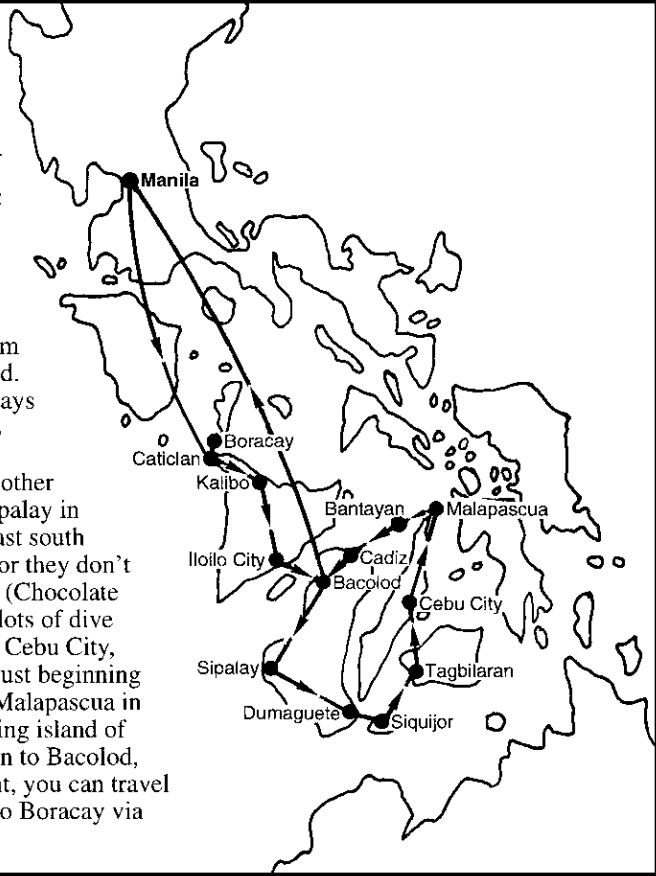 Manila
m
d.
ays
Boracay
Caticlan
Kalibo
other
palay in
ast south
or they don't
(Chocolate
lots of dive
Cebu City,
ust beginning
Malapascua in
ing island of
n to Bacolod,
t, you can travel
o Boracay via
Bantayan
Malapascua
Iloilo City
Cadiz
Bacolod
Cebu City
Sipalay
Tagbilaran
Dumaguete
Siquijor